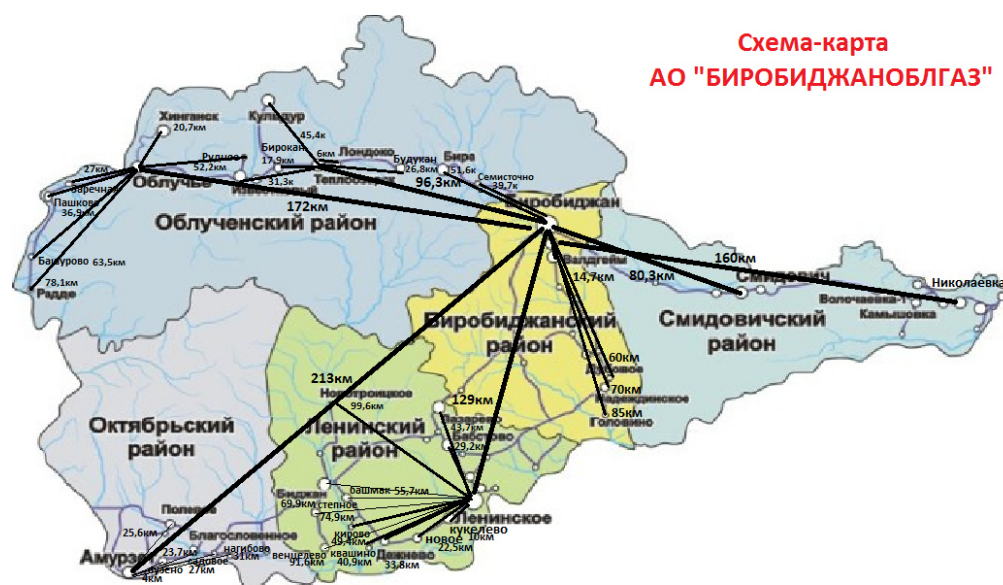 Схема-карта
АО "БИРОБИДЖАНОБЛГАЗ"
Хинганск
20,7км
Кульдур
45,4к
Бирокан
17,9км
6км
Лондоко
Будукан
26,8км
Бира
51,6к
Семисточно
39,7к
52,2км
27км
Облучье
Заречная
Пашково
36,9км
31,3к
Теплоозерск
96,3км
Биробиджан
172км
Облученский район
Башурово
63,5км
78,1км
Радде
Валдгейм
14,7км
80,3км
160км
Смидович
Николаевка
Волочаевка-1
Камышовка
Биробиджанский
район
Смидовичский
район
60км
70км
Надеждинское
85км
Головино
213км
99,6км
129км
43,7км
Бабстово
29,2км
Октябрьский
район
Ленинский
район
Биджан
69,9км
башмак
55,7км
степное
74,9км
Ленинское
кукелево
10км
новое
22,5км
кирово
49,4км
квашнино
40,9км
Дежнево
33,8км
венцелево
91,6км
25,6км
Благословенное
нагибово
31км
23,7км
садовое
27км
4км